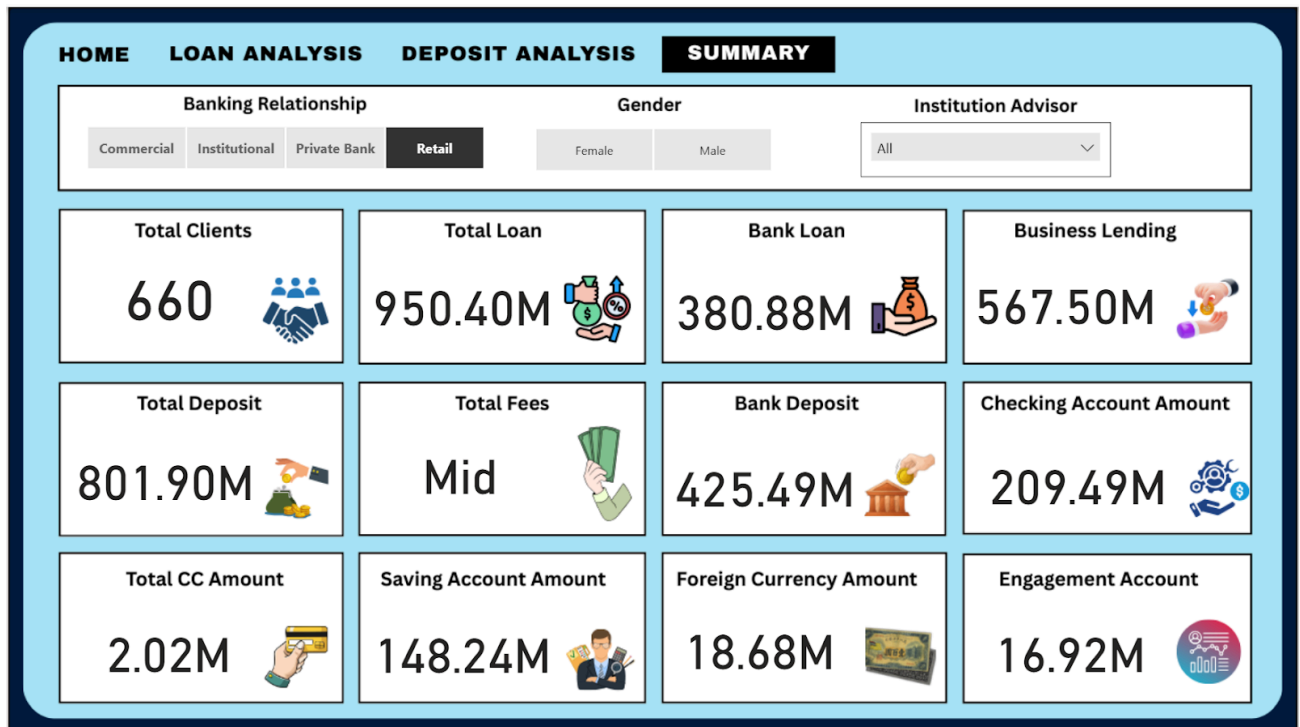 HOME LOAN ANALYSIS DEPOSIT ANALYSIS SUMMARY
Banking Relationship Gender Institution Advisor
Commercial Institutional Private Bank Retail Female Male All
Total Clients Total Loan Bank Loan Business Lending
660 950.40M 380.88M 567.50M
Total Deposit Total Fees Bank Deposit Checking Account Amount
801.90M Mid 425.49M 209.49M
Total CC Amount Saving Account Amount Foreign Currency Amount Engagement Account
2.02M 148.24M 18.68M 16.92M